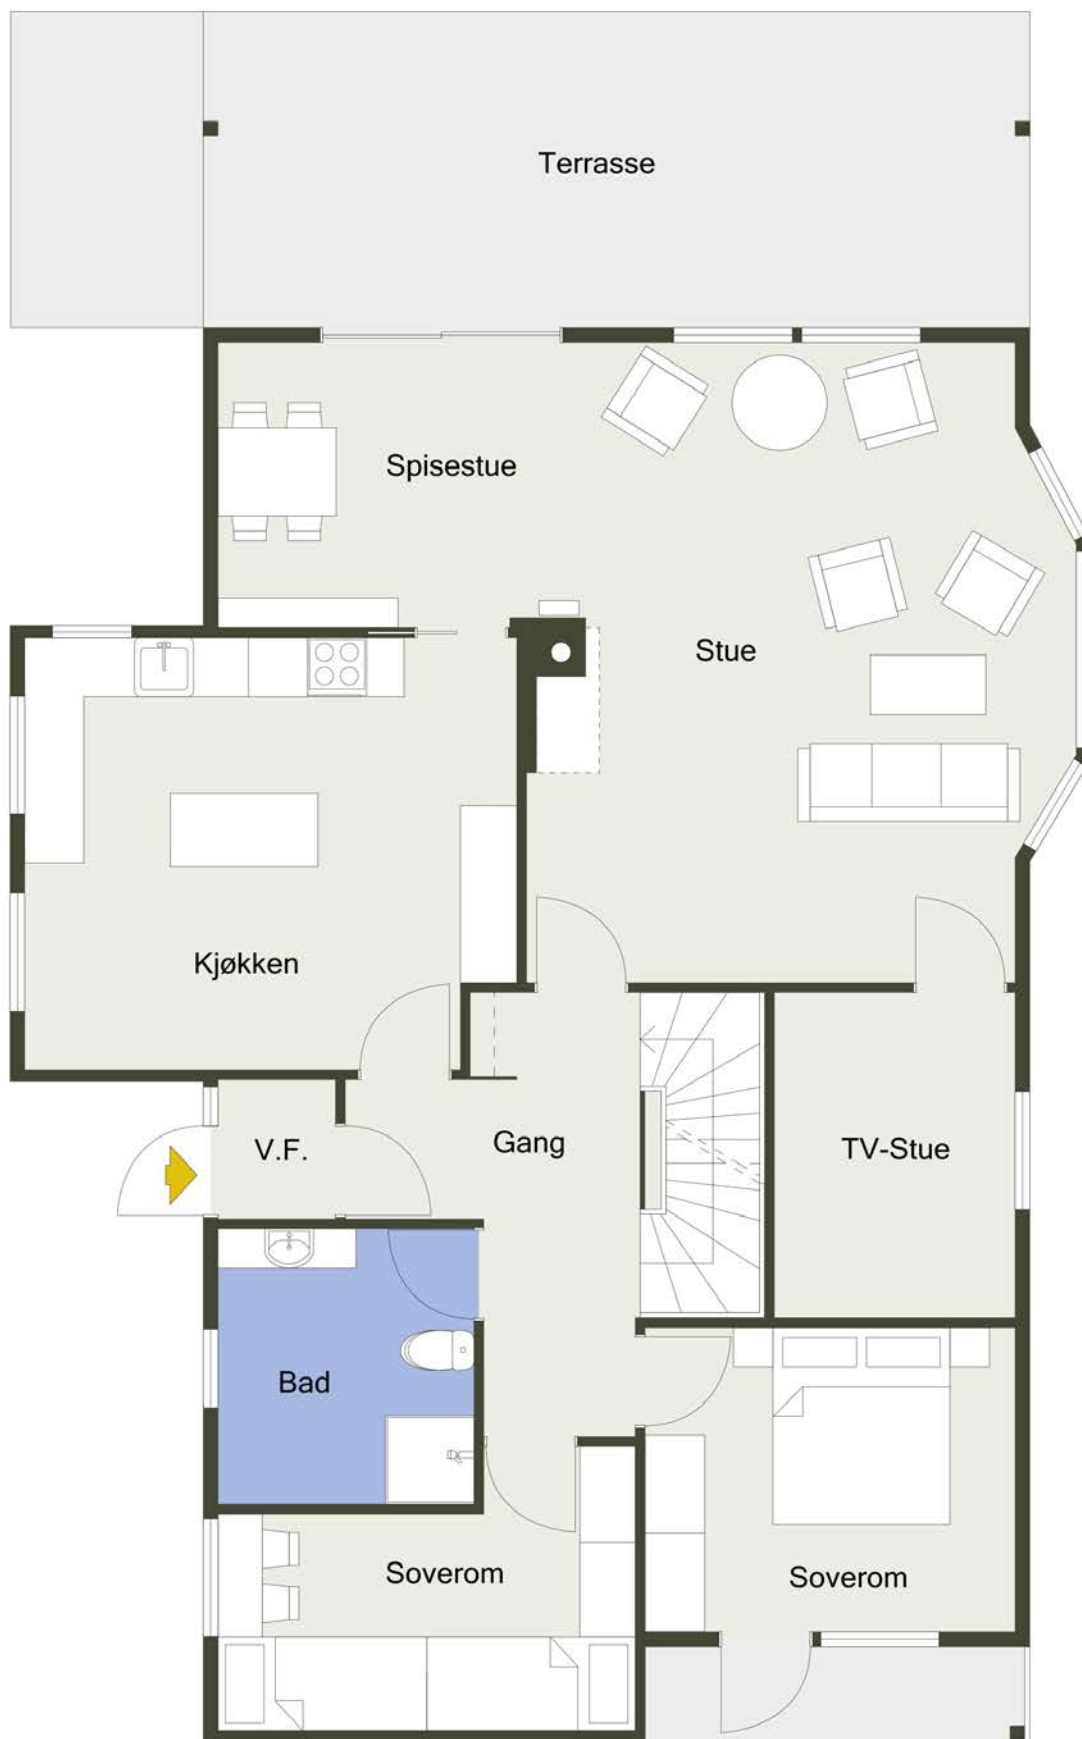 Terrasse
Spisestue
Stue
Kjøkken
V.F.
Gang
TV-Stue
Bad
Soverom
Soverom